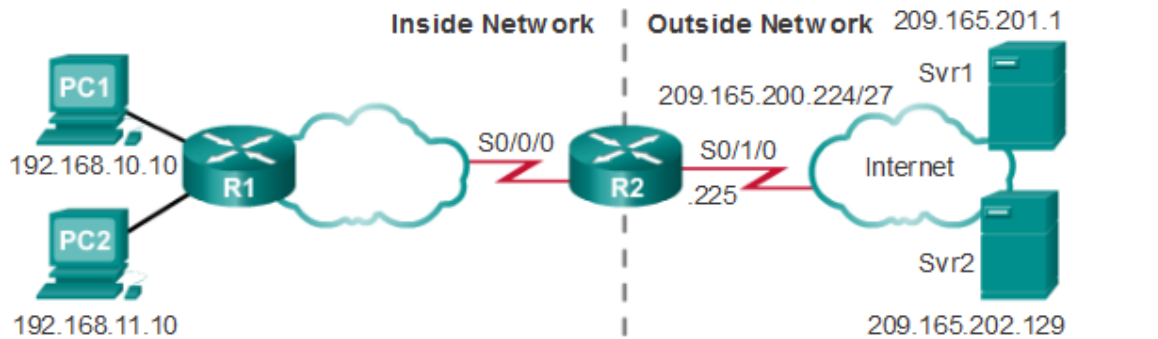 Inside Network
Outside Network
209.165.201.1
PC1
Svr1
209.165.200.224/27
192.168.10.10
S0/0/0
S0/1/0
Internet
R1
R2
.225
PC2
Svr2
192.168.11.10
209.165.202.129